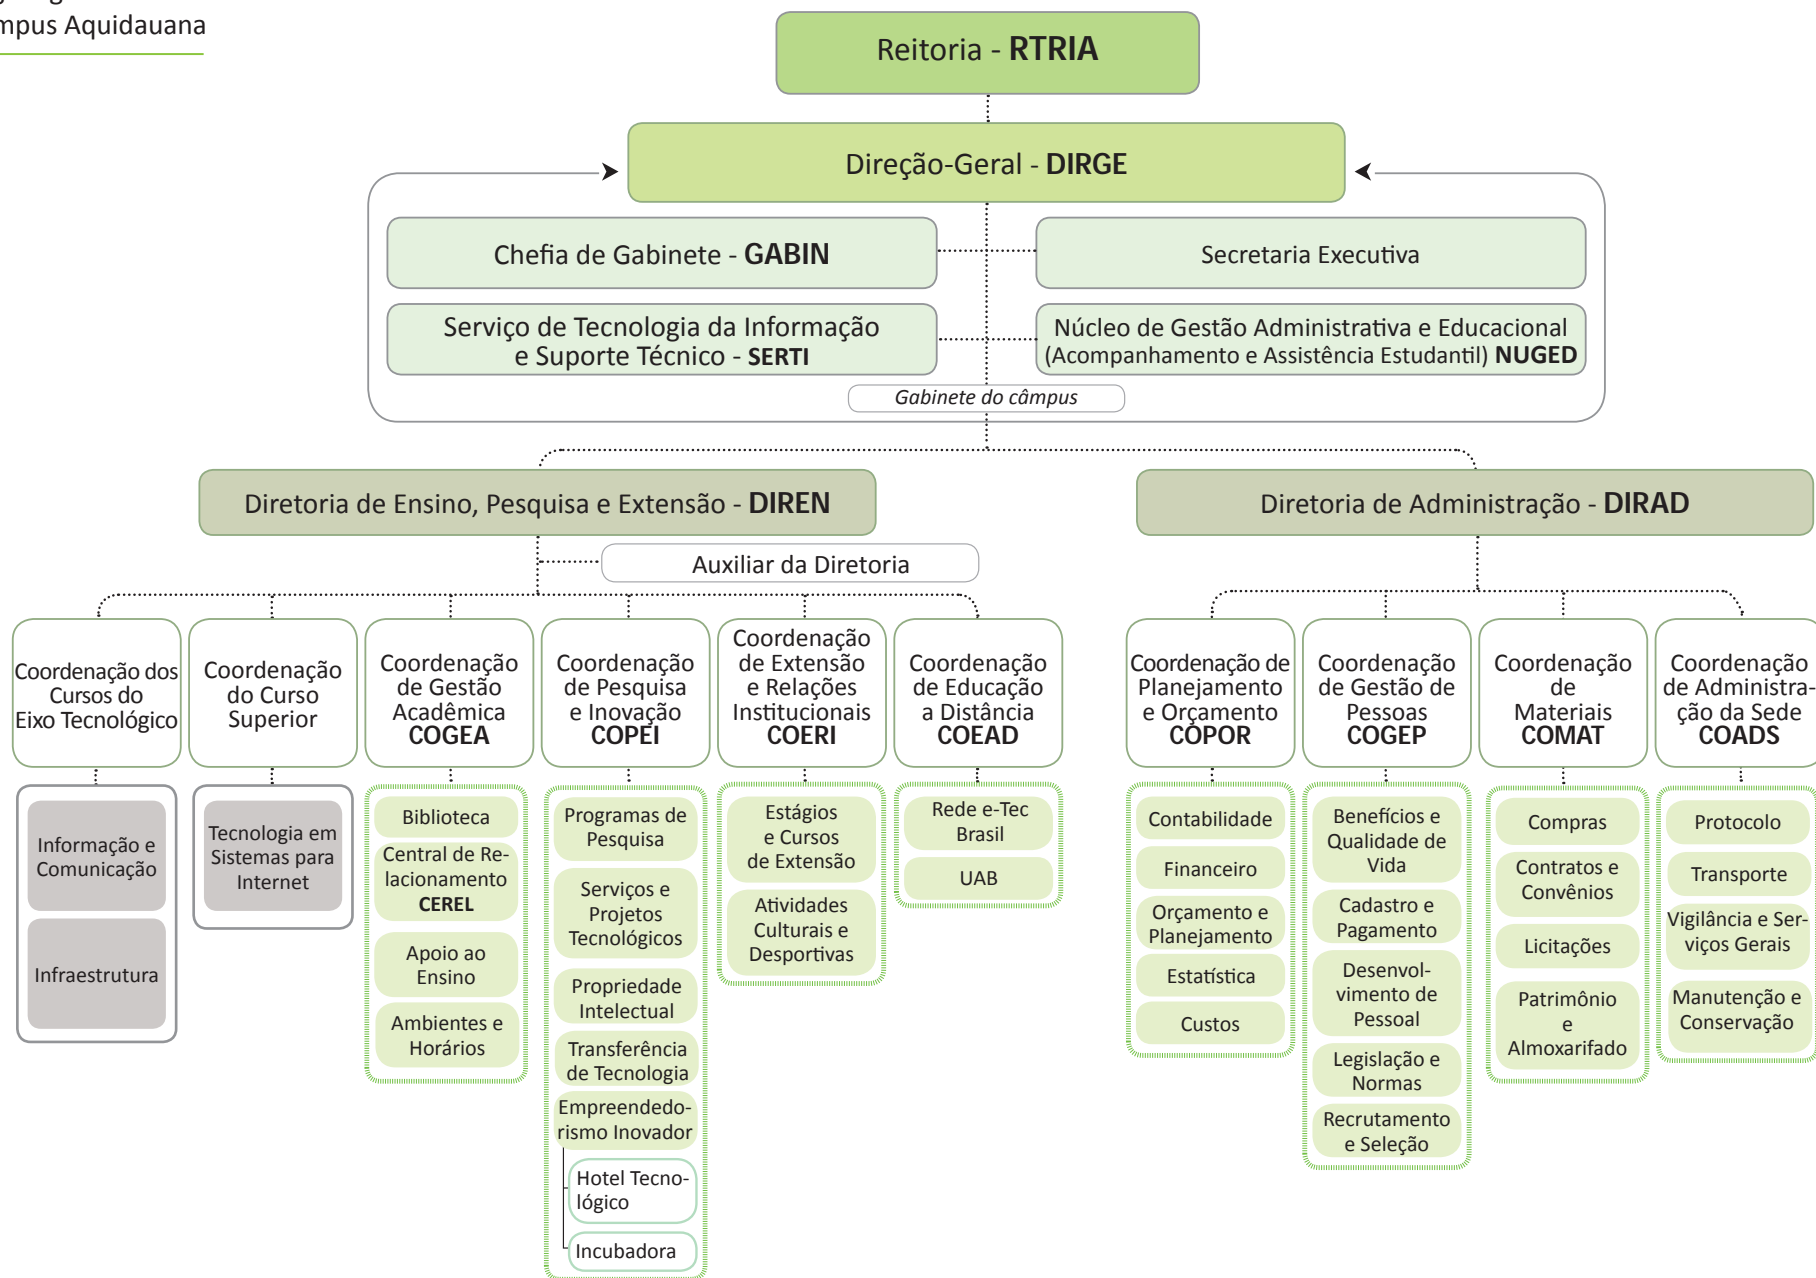 mpus Aquidauana
Reitoria - RTRIA
Direção-Geral - DIRGE
Chefia de Gabinete - GABIN
Secretaria Executiva
Serviço de Tecnologia da Informação
e Suporte Técnico - SERTI
Núcleo de Gestão Administrativa e Educacional
(Acompanhamento e Assistência Estudantil) NUGED
Gabinete do câmpus
Diretoria de Ensino, Pesquisa e Extensão - DIREN
Diretoria de Administração - DIRAD
Auxiliar da Diretoria
Coordenação dos
Cursos do
Eixo Tecnológico
Coordenação
do Curso
Superior
Coordenação
de Gestão
Acadêmica
COGEA
Coordenação
de Pesquisa
e Inovação
COPEI
Coordenação
de Extensão
e Relações
Institucionais
COERI
Coordenação
de Educação
a Distância
COEAD
Coordenação de
Planejamento
e Orçamento
COPOR
Coordenação
de Gestão de
Pessoas
COGEP
Coordenação
de
Materiais
COMAT
Coordenação
de Administra-
ção da Sede
COADS
Informação e
Comunicação
Infraestrutura
Tecnologia em
Sistemas para
Internet
Biblioteca
Central de Re-
lacionamento
CEREL
Apoio ao
Ensino
Ambientes e
Horários
Programas de
Pesquisa
Serviços e
Projetos
Tecnológicos
Propriedade
Intelectual
Transferência
de Tecnologia
Empreendedo-
rismo Inovador
Hotel Tecno-
lógico
Incubadora
Estágios
e Cursos
de Extensão
Atividades
Culturais e
Desportivas
Rede e-Tec
Brasil
UAB
Contabilidade
Financeiro
Orçamento e
Planejamento
Estatística
Custos
Benefícios e
Qualidade de
Vida
Cadastro e
Pagamento
Desenvol-
vimento de
Pessoal
Legislação e
Normas
Recrutamento
e Seleção
Compras
Contratos e
Convênios
Licitações
Patrimônio
e
Almoxarifado
Protocolo
Transporte
Vigilância e Ser-
viços Gerais
Manutenção e
Conservação